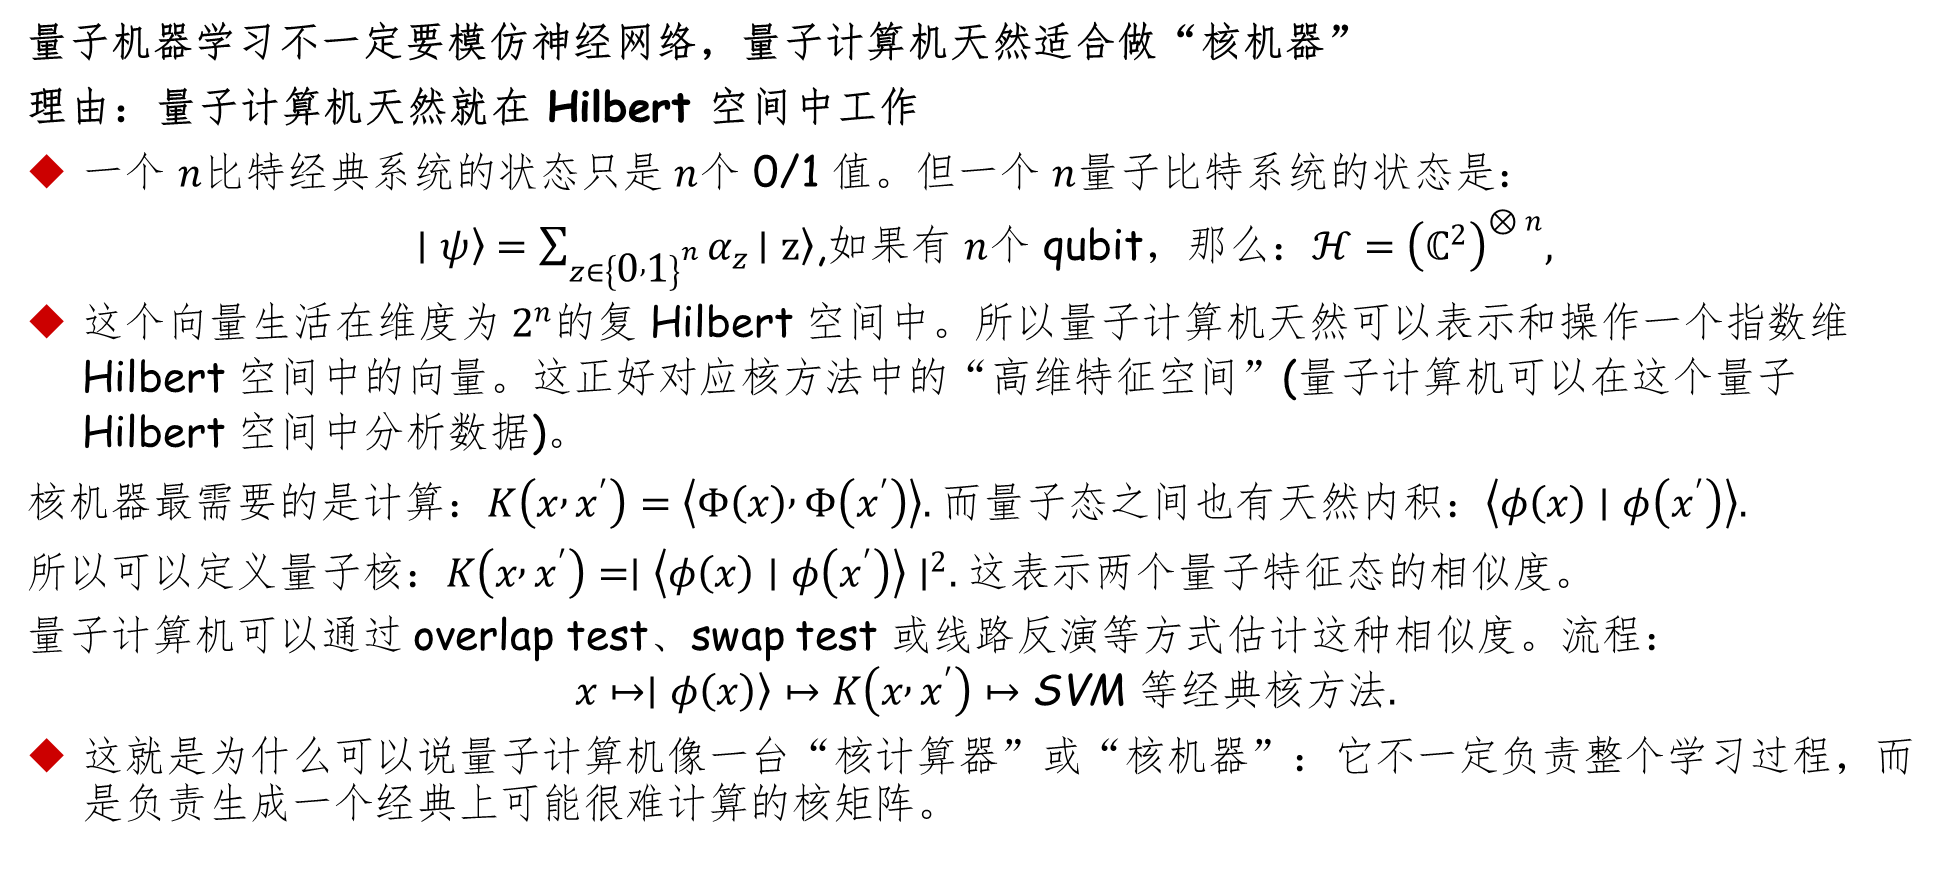 量子机器学习不一定要模仿神经网络，量子计算机天然适合做“核机器”
理由：量子计算机天然就在 Hilbert 空间中工作
◆ 一个 n比特经典系统的状态只是 n个 0/1 值。但一个 n量子比特系统的状态是：
| ψ⟩ = ∑_{z∈{0,1}^n} α_z | z⟩,如果有 n个 qubit，那么：ℋ = (ℂ²)^{⊗ n},
◆ 这个向量生活在维度为 2ⁿ的复 Hilbert 空间中。所以量子计算机天然可以表示和操作一个指数维
Hilbert 空间中的向量。这正好对应核方法中的“高维特征空间”(量子计算机可以在这个量子
Hilbert 空间中分析数据)。
核机器最需要的是计算：K(x, x′) = ⟨Φ(x), Φ(x′)⟩. 而量子态之间也有天然内积：⟨ϕ(x) | ϕ(x′)⟩.
所以可以定义量子核：K(x, x′) =| ⟨ϕ(x) | ϕ(x′)⟩ |². 这表示两个量子特征态的相似度。
量子计算机可以通过 overlap test、swap test 或线路反演等方式估计这种相似度。流程：
x ↦| ϕ(x)⟩ ↦ K(x, x′) ↦ SVM 等经典核方法.
◆ 这就是为什么可以说量子计算机像一台“核计算器”或“核机器”：它不一定负责整个学习过程，而
是负责生成一个经典上可能很难计算的核矩阵。